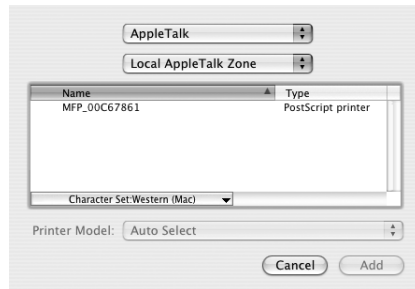 AppleTalk
Local AppleTalk Zone
Name Type
MFP_00C67861 PostScript printer
Character Set:Western (Mac)
Printer Model: Auto Select
Cancel Add